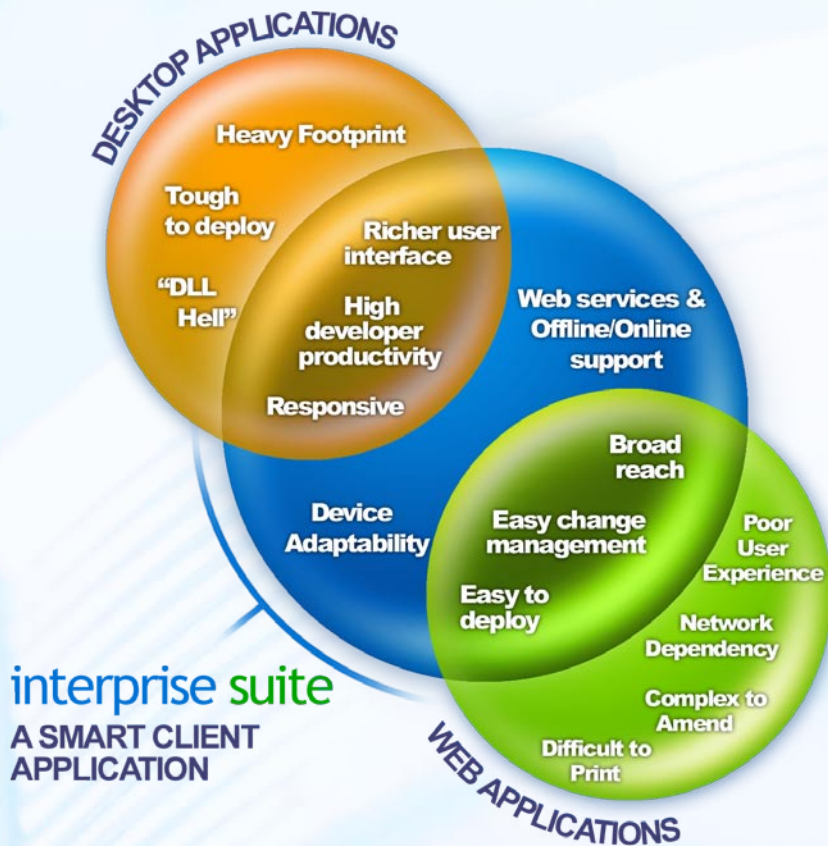 DESKTOP APPLICATIONS
Heavy Footprint
Tough
to deploy
“DLL
Hell”
Richer user
interface
High
developer
productivity
Responsive
Web services &
Offline/Online
support
Device
Adaptability
Broad
reach
Easy change
management
Easy to
deploy
Poor
User
Experience
Network
Dependency
Complex to
Amend
Difficult to
Print
interprise suite
A SMART CLIENT
APPLICATION
WEB APPLICATIONS